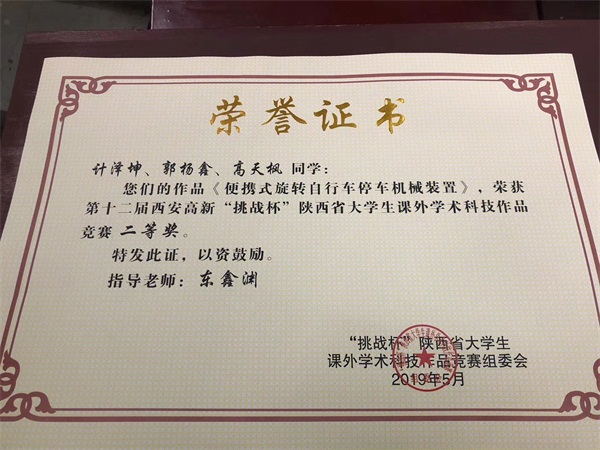 荣誉证书
计泽坤、郭杨鑫、高天枫 同学：
您们的作品《便携式旋转自行车停车机械装置》，荣获
第十二届西安高新“挑战杯”陕西省大学生课外学术科技作品
竞赛 二等奖。
特发此证，以资鼓励。
指导老师：东鑫渊
“挑战杯”陕西省大学生
课外学术科技作品竞赛组委会
2019年5月